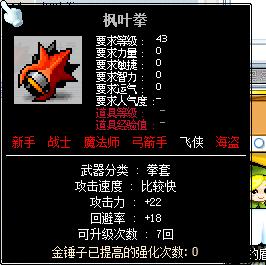 枫叶拳
要求等级： 43
要求力量： -
要求敏捷： -
要求智力： -
要求运气： -
要求人气度： -
道具等级： -
道具经验值： -
新手 战士 魔法师 弓箭手 飞侠 海盗
武器分类 : 拳套
攻击速度 : 比较快
攻击力 : +22
回避率 : +18
可升级次数 : 7回
金锤子已提高的强化次数: 0